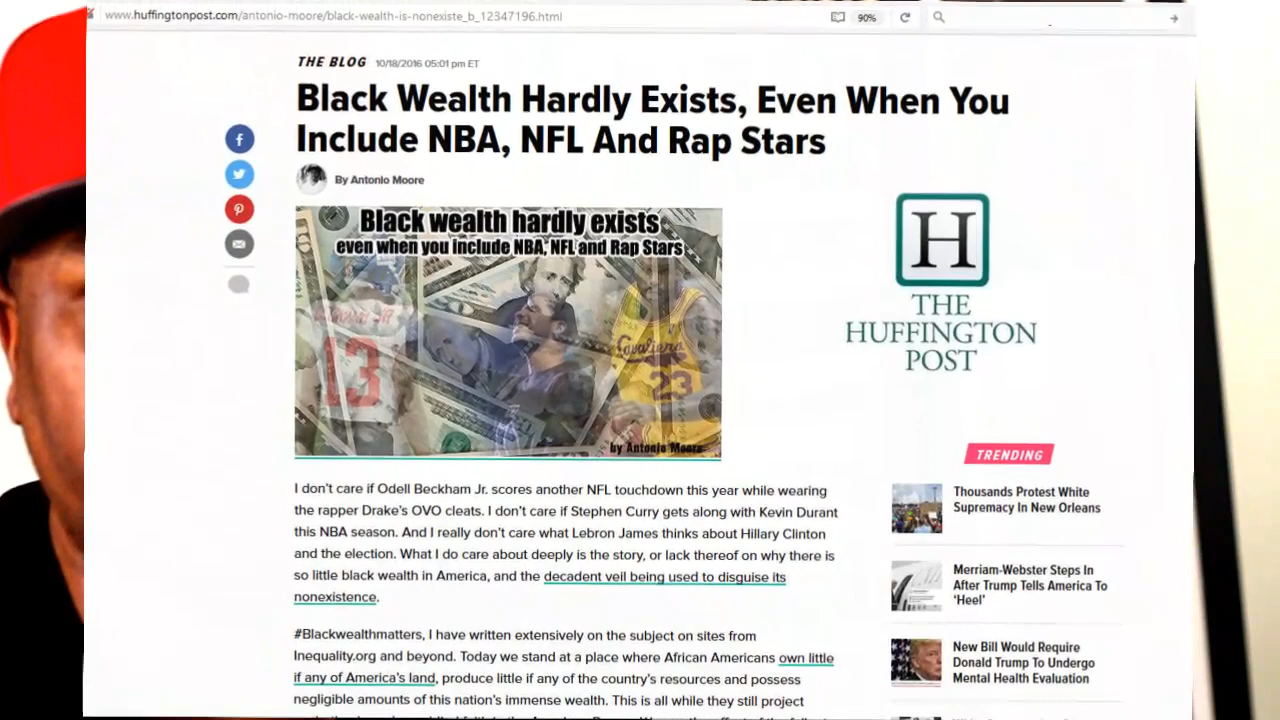 www.huffingtonpost.com/antonio-moore/black-wealth-is-nonexiste_b_12347196.html
90%
THE BLOG 10/18/2016 05:01 pm ET
Black Wealth Hardly Exists, Even When You
Include NBA, NFL And Rap Stars
By Antonio Moore
Black wealth hardly exists
even when you include NBA, NFL and Rap Stars
13
Cavaliers
23
by Antonio Moore
H
THE
HUFFINGTON
POST
I don't care if Odell Beckham Jr. scores another NFL touchdown this year while wearing
the rapper Drake's OVO cleats. I don't care if Stephen Curry gets along with Kevin Durant
this NBA season. And I really don't care what Lebron James thinks about Hillary Clinton
and the election. What I do care about deeply is the story, or lack thereof on why there is
so little black wealth in America, and the decadent veil being used to disguise its
nonexistence.
#Blackwealthmatters, I have written extensively on the subject on sites from
Inequality.org and beyond. Today we stand at a place where African Americans own little
if any of America's land, produce little if any of the country's resources and possess
negligible amounts of this nation's immense wealth. This is all while they still project
TRENDING
Thousands Protest White
Supremacy In New Orleans
Merriam-Webster Steps In
After Trump Tells America To
'Heel'
New Bill Would Require
Donald Trump To Undergo
Mental Health Evaluation